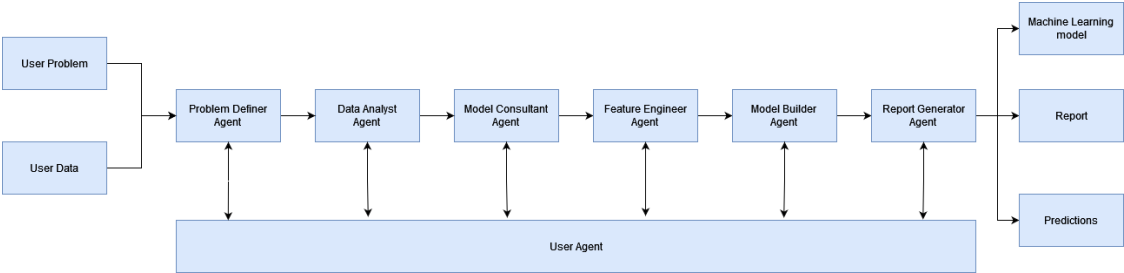 Machine Learning
model
User Problem
Problem Definer
Agent
Data Analyst
Agent
Model Consultant
Agent
Feature Engineer
Agent
Model Builder
Agent
Report Generator
Agent
Report
User Data
Predictions
User Agent